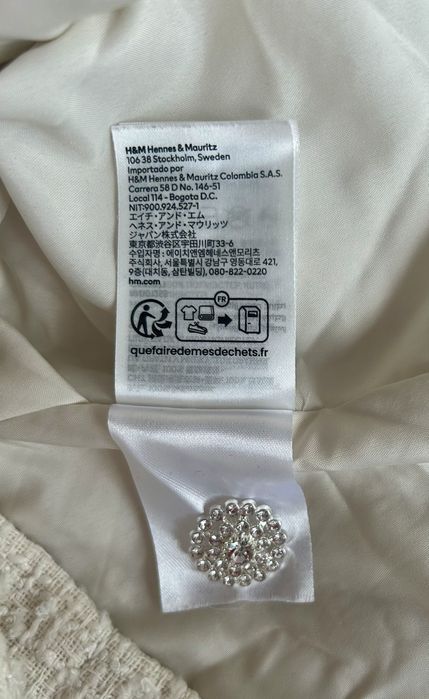 H&M Hennes & Mauritz
106 38 Stockholm, Sweden
Importado por
H&M Hennes & Mauritz Colombia S.A.S.
Carrera 58 D No. 146-51
Local 114 - Bogota D.C.
NIT:900.924.527-1
エイチ・アンド・エム
ヘネス・アンド・マウリッツ
ジャパン株式会社
東京都渋谷区宇田川町33-6
수입자명 : 에이치앤엠헤네스앤모리츠
주식회사, 서울특별시 강남구 영동대로 421,
9층(대치동, 삼탄빌딩), 080-822-0220
hm.com
FR
quefairedemesdechets.fr